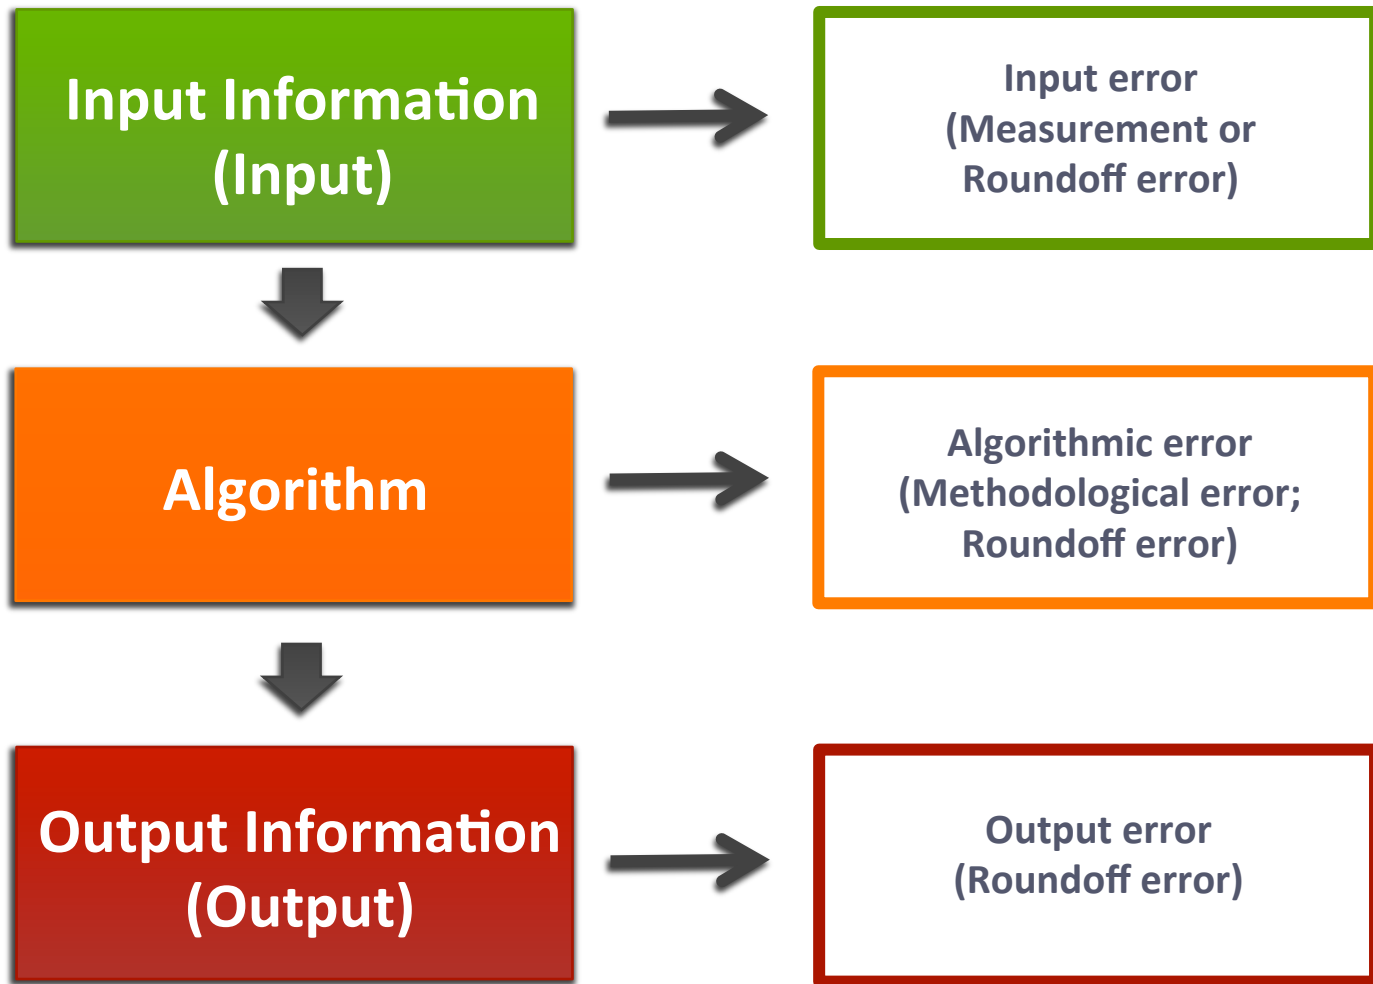 Input Information
(Input)
Input error
(Measurement or
Roundoff error)
Algorithm
Algorithmic error
(Methodological error;
Roundoff error)
Output Information
(Output)
Output error
(Roundoff error)